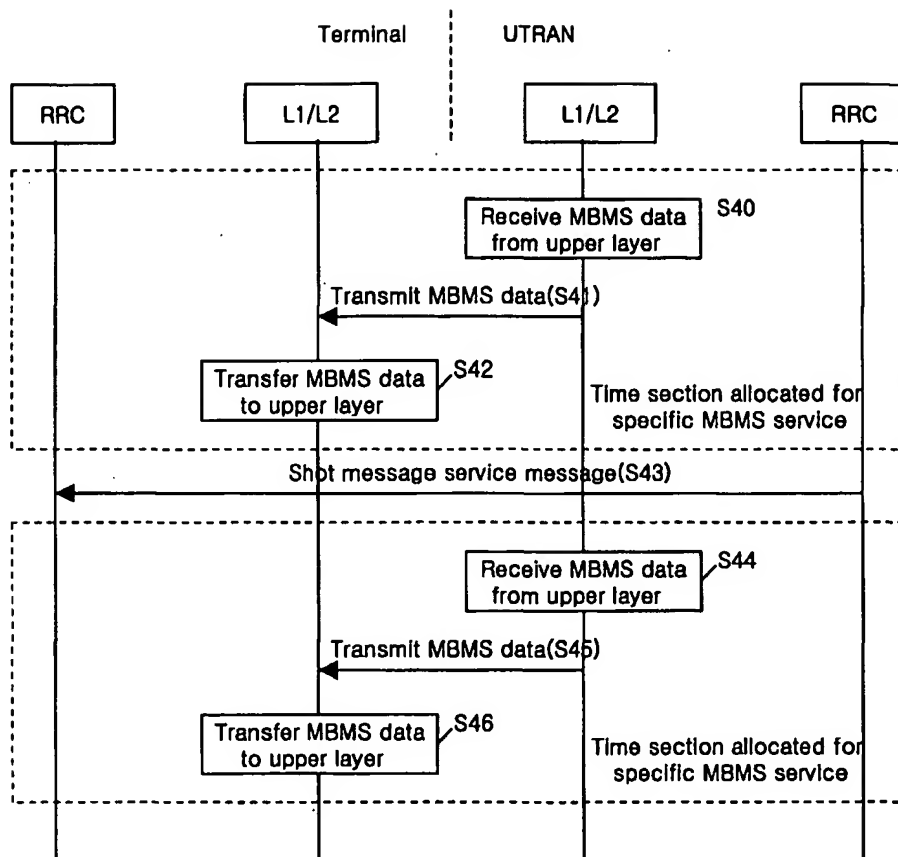 Terminal
UTRAN
RRC
L1/L2
L1/L2
RRC
Receive MBMS data
from upper layer
S40
Transmit MBMS data(S41)
Transfer MBMS data
to upper layer
S42
Time section allocated for
specific MBMS service
Shot message service message(S43)
Receive MBMS data
from upper layer
S44
Transmit MBMS data(S45)
Transfer MBMS data
to upper layer
S46
Time section allocated for
specific MBMS service